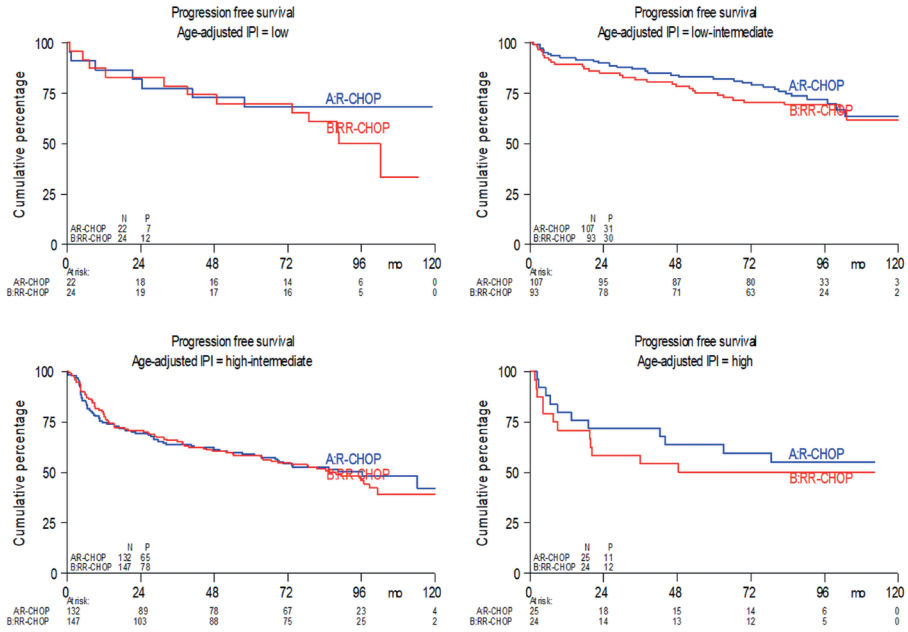 Progression free survival
Age-adjusted IPI = low
Cumulative percentage
100
75
50
25
0
A:R-CHOP
B:RR-CHOP
N P
AR-CHOP 22 7
B:RR-CHOP 24 12
0 24 48 72 96 mo 120
At risk:
AR-CHOP 22 18 16 14 6 0
B:RR-CHOP 24 19 17 16 5 0
Progression free survival
Age-adjusted IPI = low-intermediate
Cumulative percentage
100
75
50
25
0
A:R-CHOP
B:RR-CHOP
N P
AR-CHOP 107 31
B:RR-CHOP 93 30
0 24 48 72 96 mo 120
At risk:
AR-CHOP 107 95 87 80 33 3
B:RR-CHOP 93 78 71 63 24 2
Progression free survival
Age-adjusted IPI = high-intermediate
Cumulative percentage
100
75
50
25
0
A:R-CHOP
B:RR-CHOP
N P
AR-CHOP 132 65
B:RR-CHOP 147 78
0 24 48 72 96 mo 120
At risk:
AR-CHOP 132 89 78 67 23 4
B:RR-CHOP 147 103 88 75 25 2
Progression free survival
Age-adjusted IPI = high
Cumulative percentage
100
75
50
25
0
A:R-CHOP
B:RR-CHOP
N P
AR-CHOP 25 11
B:RR-CHOP 24 12
0 24 48 72 96 mo 120
At risk:
AR-CHOP 25 18 15 14 6 0
B:RR-CHOP 24 14 13 12 5 0